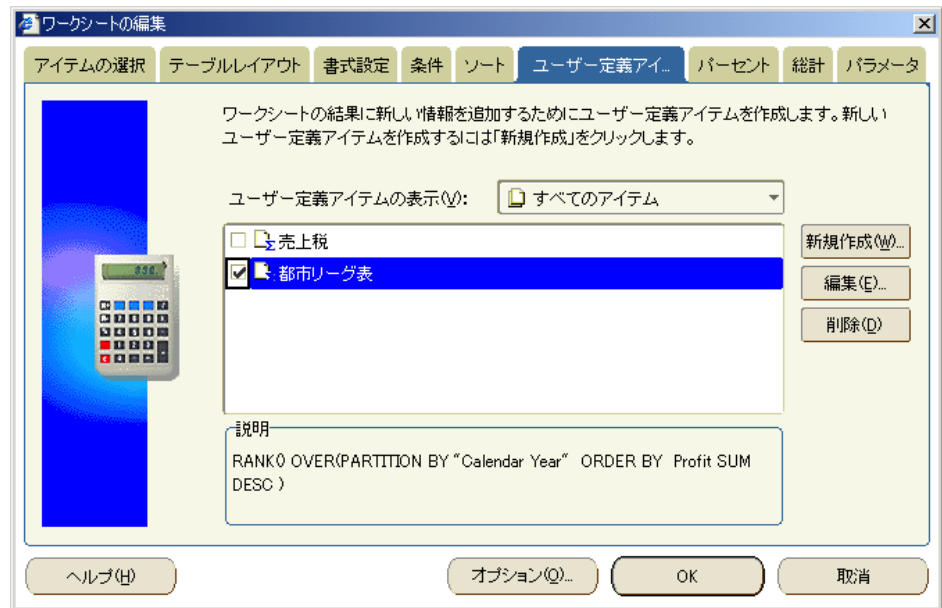 ワークシートの編集
アイテムの選択 テーブルレイアウト 書式設定 条件 ソート ユーザー定義アイ... パーセント 総計 パラメータ
ワークシートの結果に新しい情報を追加するためにユーザー定義アイテムを作成します。新しい
ユーザー定義アイテムを作成するには「新規作成」をクリックします。
ユーザー定義アイテムの表示(V): すべてのアイテム
売上税
都市リーグ表
新規作成(W)...
編集(E)...
削除(D)
説明
RANK() OVER(PARTITION BY "Calendar Year" ORDER BY Profit SUM
DESC )
ヘルプ(H) オプション(O)... OK 取消